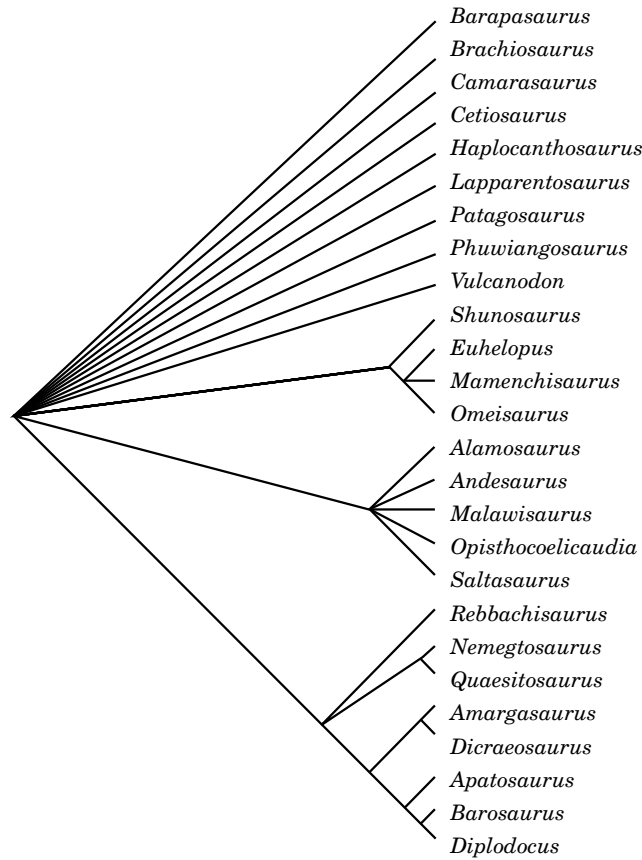 Barapasaurus
Brachiosaurus
Camarasaurus
Cetiosaurus
Haplocanthosaurus
Lapparentosaurus
Patagosaurus
Phuwiangosaurus
Vulcanodon
Shunosaurus
Euhelopus
Mamenchisaurus
Omeisaurus
Alamosaurus
Andesaurus
Malawisaurus
Opisthocoelicaudia
Saltasaurus
Rebbachisaurus
Nemegtosaurus
Quaesitosaurus
Amargasaurus
Dicraeosaurus
Apatosaurus
Barosaurus
Diplodocus